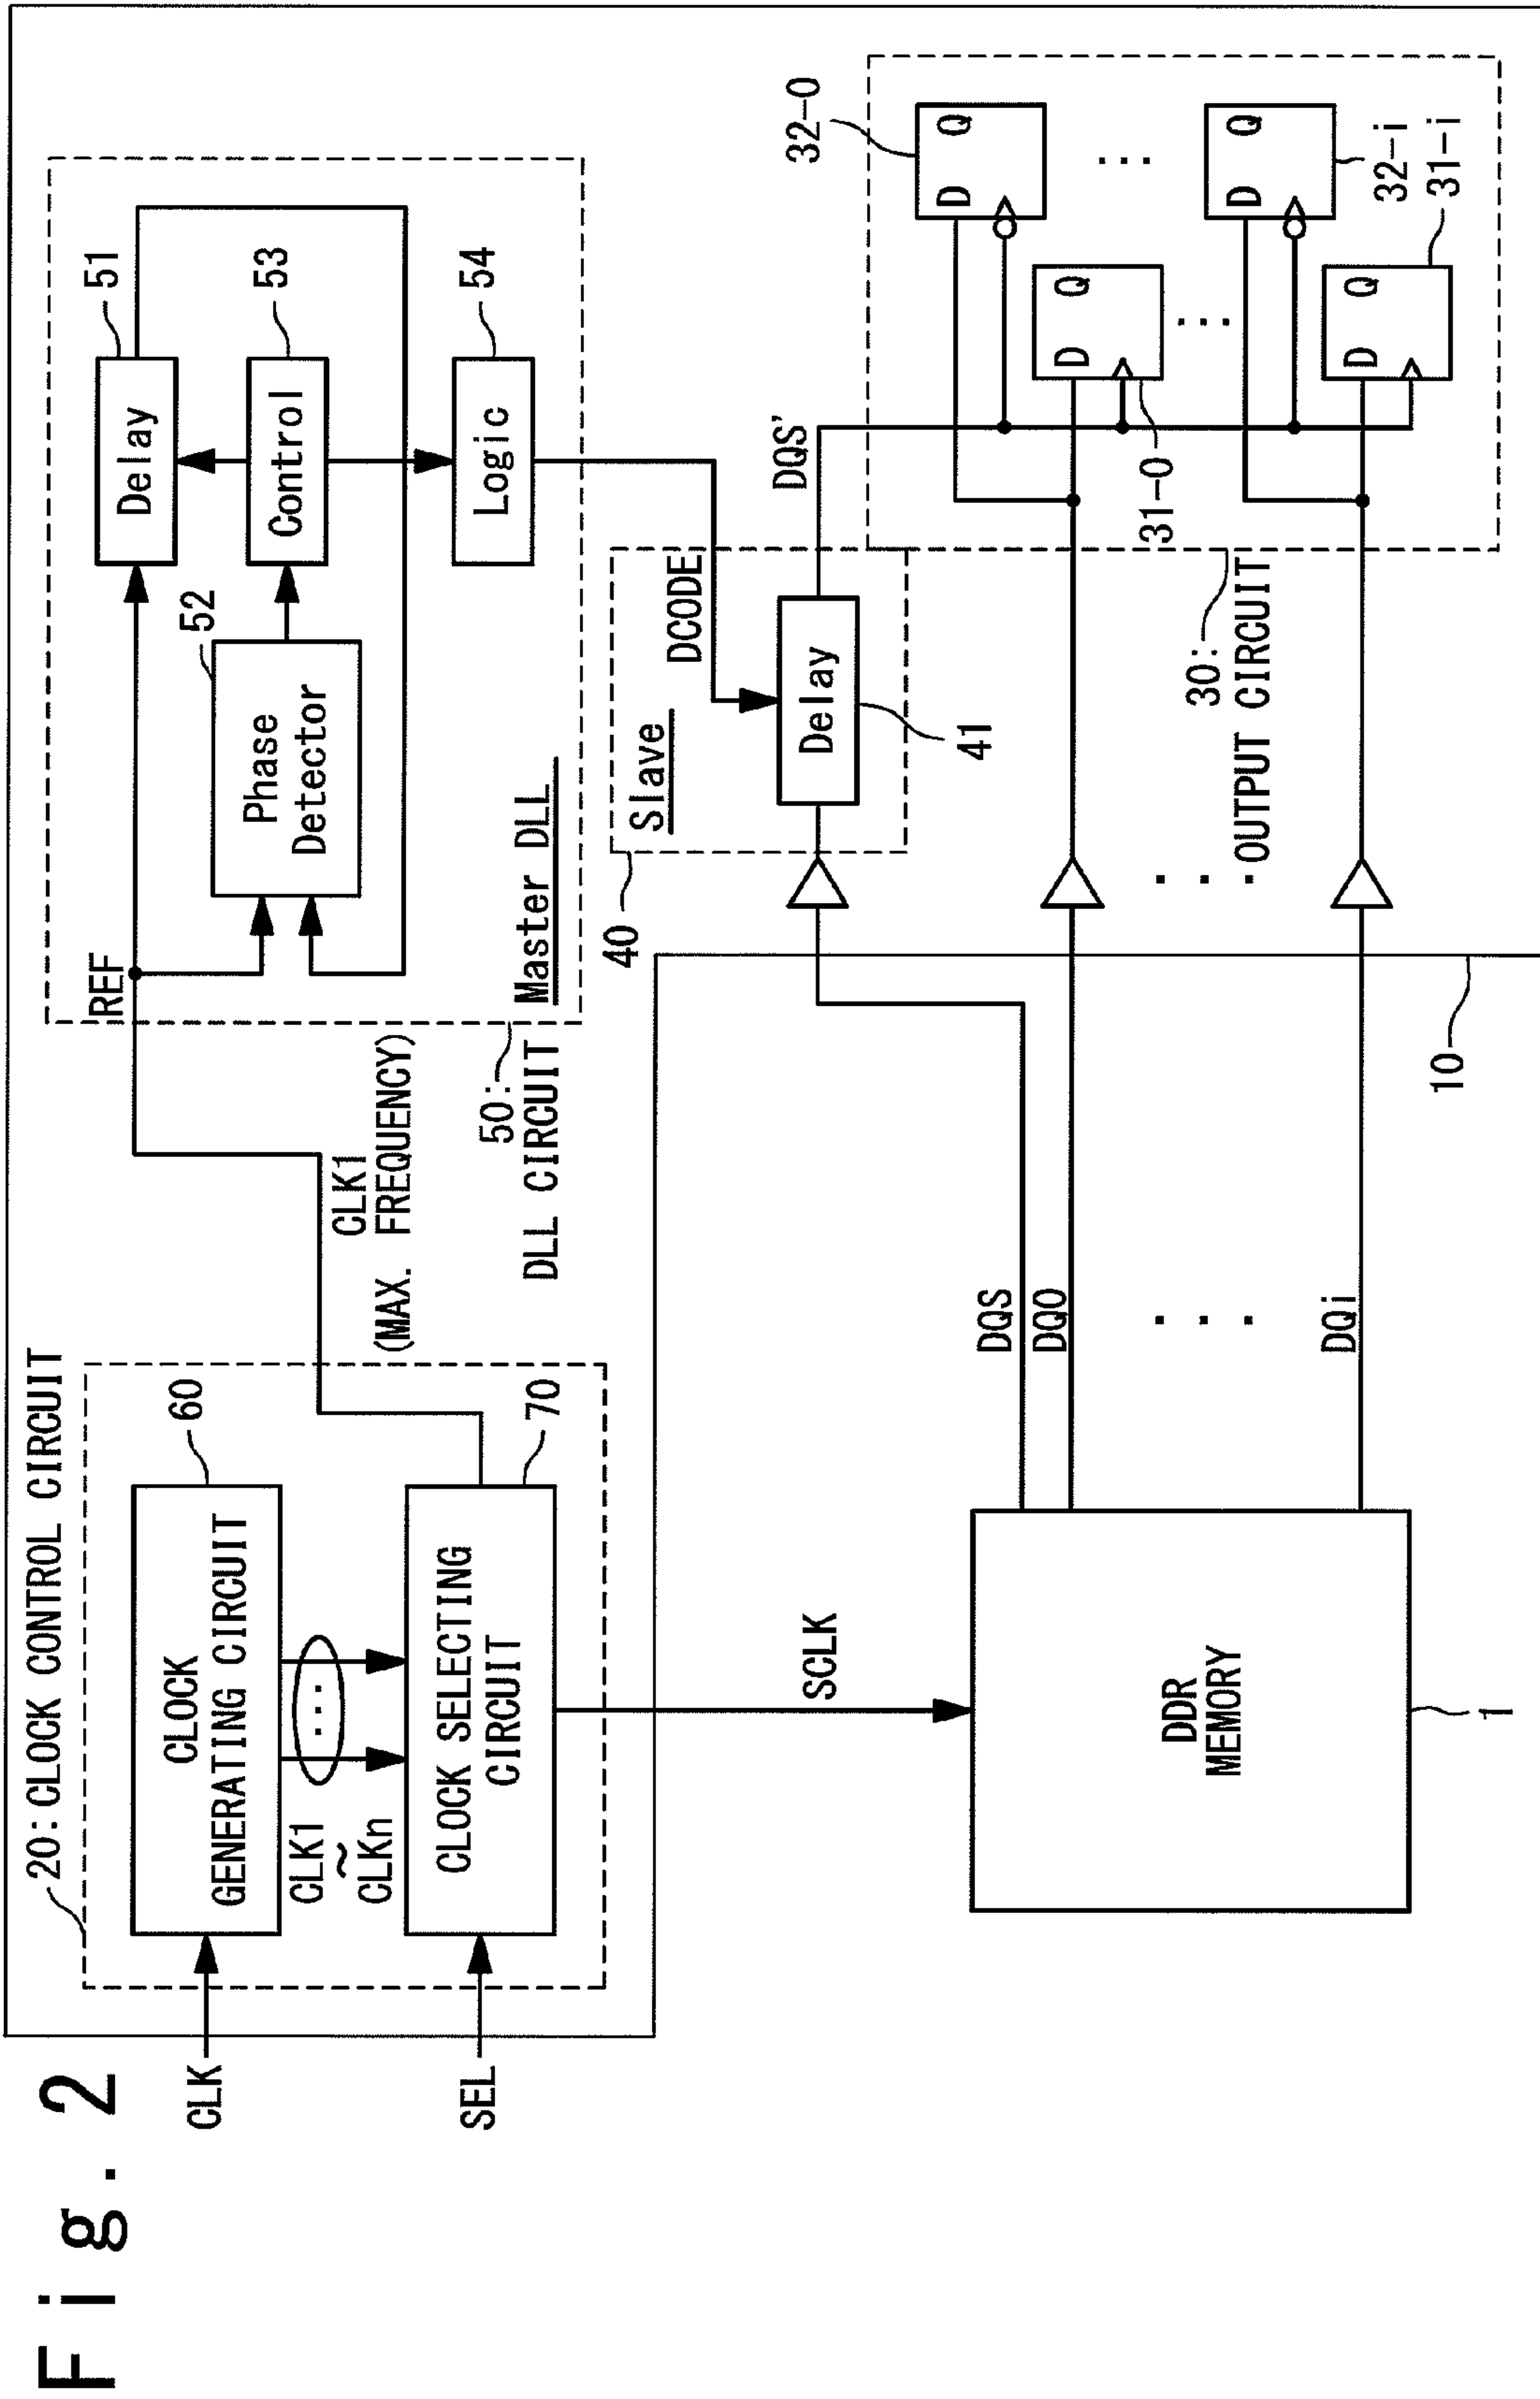 Fig. 2
20:CLOCK CONTROL CIRCUIT
CLK
CLOCK
GENERATING CIRCUIT
60
CLK1
~
CLKn
...
SEL
CLOCK SELECTING
CIRCUIT
70
CLK1
(MAX. FREQUENCY)
REF
Delay
51
Phase
Detector
52
Control
53
Logic
54
Master DLL
50:
DLL CIRCUIT
40
Slave
DCODE
Delay
41
DQS'
SCLK
DDR
MEMORY
1
DQS
DQ0
...
DQi
10
...
30:
OUTPUT CIRCUIT
32-0
D Q
...
D Q
31-0
...
D Q
32-i
D Q
31-i